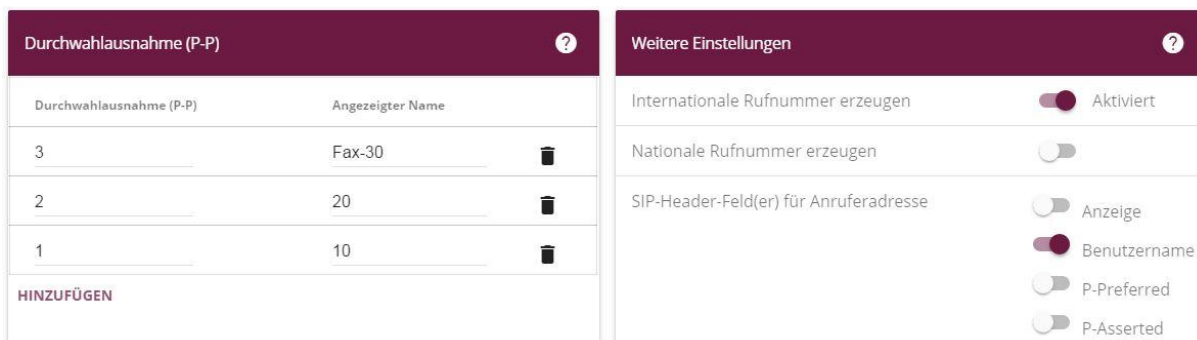 Durchwahlausnahme (P-P) ?
Durchwahlausnahme (P-P) Angezeigter Name
3 Fax-30
2 20
1 10
HINZUFÜGEN
Weitere Einstellungen ?
Internationale Rufnummer erzeugen Aktiviert
Nationale Rufnummer erzeugen
SIP-Header-Feld(er) für Anruferadresse Anzeige
Benutzername
P-Preferred
P-Asserted